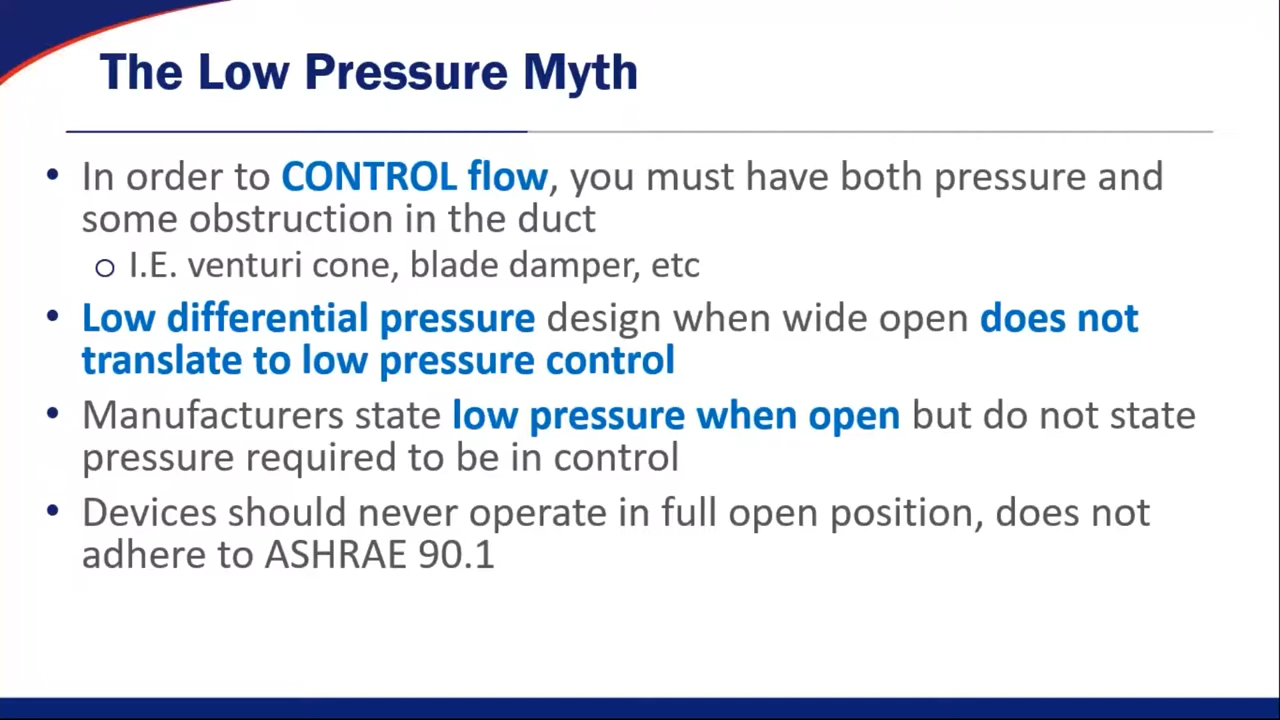 The Low Pressure Myth
• In order to CONTROL flow, you must have both pressure and
some obstruction in the duct
o I.E. venturi cone, blade damper, etc
• Low differential pressure design when wide open does not
translate to low pressure control
• Manufacturers state low pressure when open but do not state
pressure required to be in control
• Devices should never operate in full open position, does not
adhere to ASHRAE 90.1